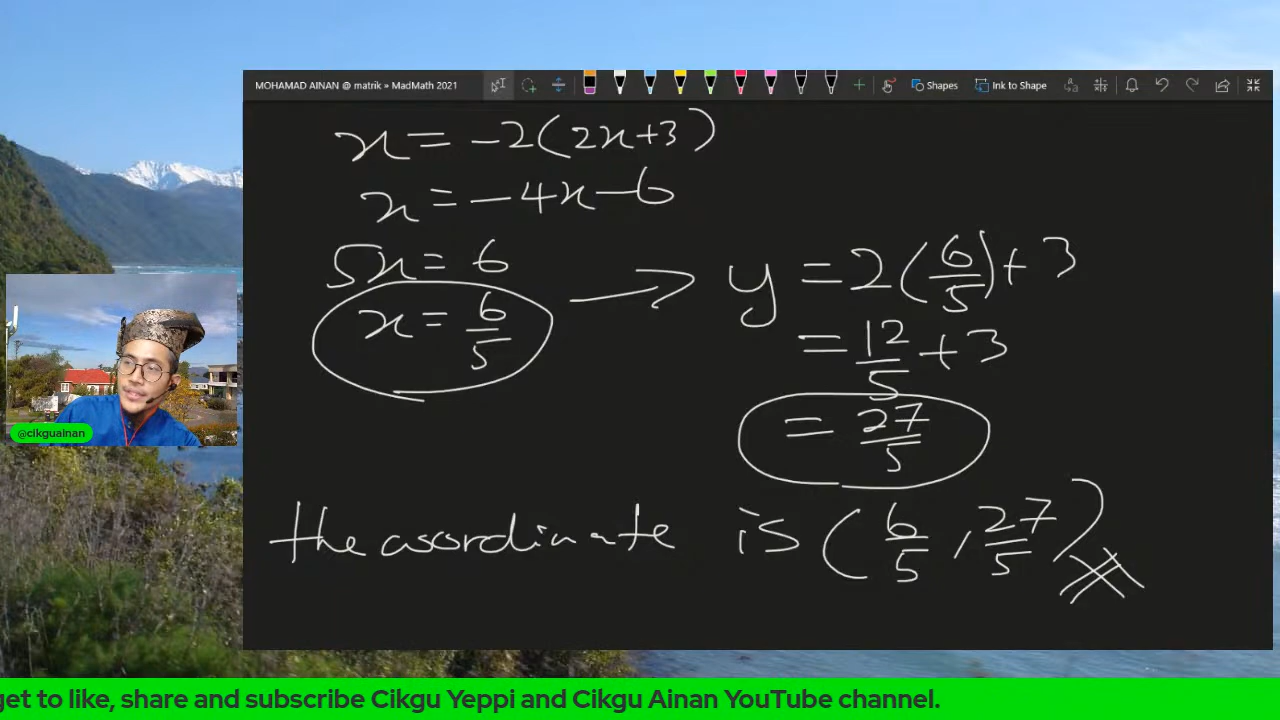 MOHAMAD AINAN @ matrik » MadMath 2021
Shapes
Ink to Shape
x = -2(2x+3)
x = -4x-6
5x = 6
x = 6/5 → y = 2(6/5) + 3
= 12/5 + 3
= 27/5
@cikguainan
the coordinate is (6/5, 27/5)
get to like, share and subscribe Cikgu Yeppi and Cikgu Ainan YouTube channel.